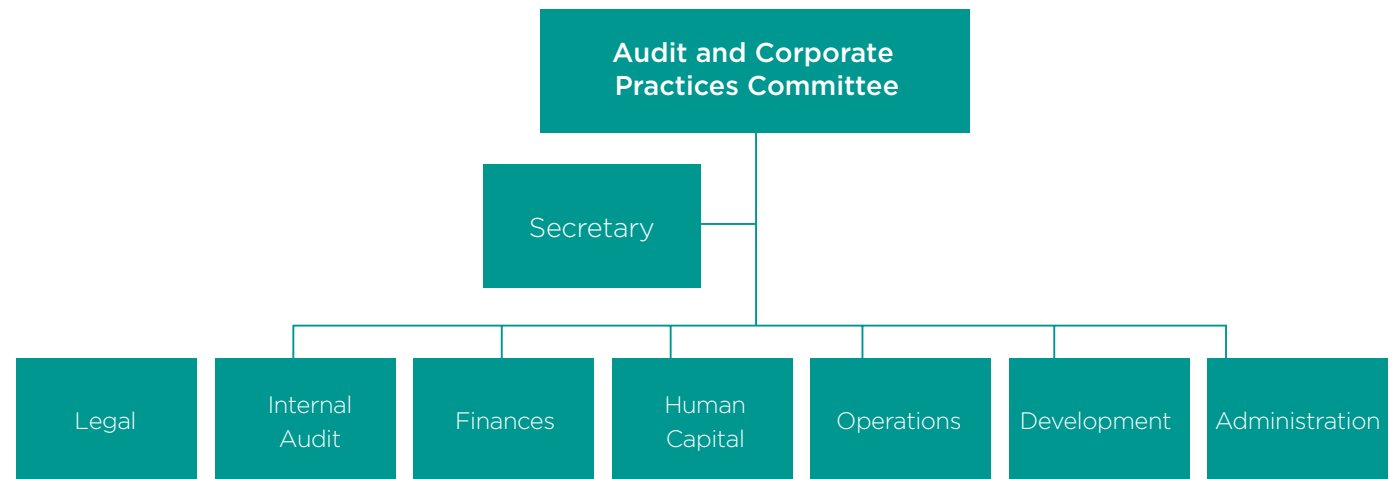 Audit and Corporate
Practices Committee
Secretary
Legal
Internal
Audit
Finances
Human
Capital
Operations
Development
Administration